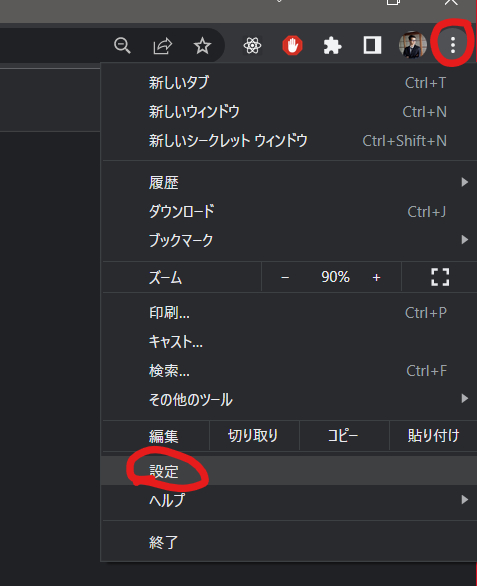 新しいタブ Ctrl+T
新しいウィンドウ Ctrl+N
新しいシークレット ウィンドウ Ctrl+Shift+N
履歴
ダウンロード Ctrl+J
ブックマーク
ズーム − 90% +
印刷... Ctrl+P
キャスト...
検索... Ctrl+F
その他のツール
編集 切り取り コピー 貼り付け
設定
ヘルプ
終了